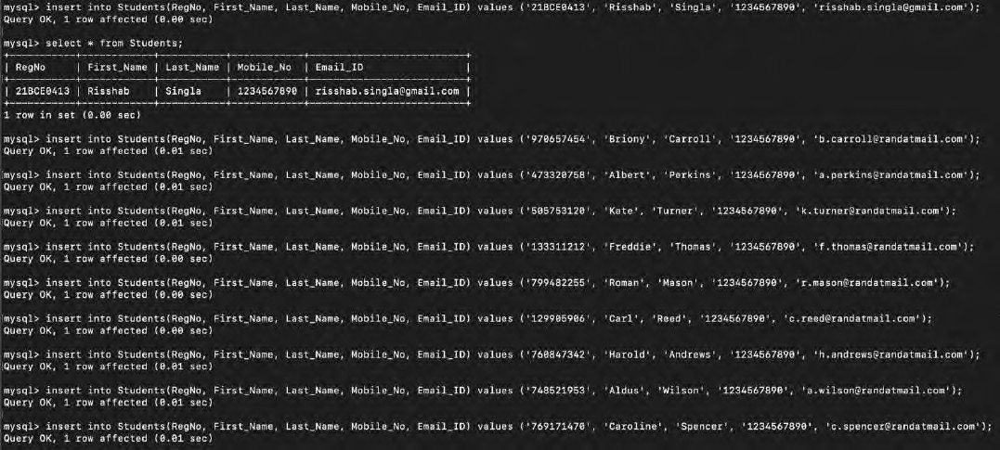 mysql> insert into Students(RegNo, First_Name, Last_Name, Mobile_No, Email_ID) values ('21BCE0413', 'Risshab', 'Singla', '1234567890', 'risshab.singla@gmail.com');
Query OK, 1 row affected (0.00 sec)
mysql> select * from Students;
+-----------+------------+-----------+------------+--------------------------+
| RegNo | First_Name | Last_Name | Mobile_No | Email_ID |
+-----------+------------+-----------+------------+--------------------------+
| 21BCE0413 | Risshab | Singla | 1234567890 | risshab.singla@gmail.com |
+-----------+------------+-----------+------------+--------------------------+
1 row in set (0.00 sec)
mysql> insert into Students(RegNo, First_Name, Last_Name, Mobile_No, Email_ID) values ('970657454', 'Briony', 'Carroll', '1234567890', 'b.carroll@randatmail.com');
Query OK, 1 row affected (0.01 sec)
mysql> insert into Students(RegNo, First_Name, Last_Name, Mobile_No, Email_ID) values ('473320758', 'Albert', 'Perkins', '1234567890', 'a.perkins@randatmail.com');
Query OK, 1 row affected (0.01 sec)
mysql> insert into Students(RegNo, First_Name, Last_Name, Mobile_No, Email_ID) values ('505753120', 'Kate', 'Turner', '1234567890', 'k.turner@randatmail.com');
Query OK, 1 row affected (0.01 sec)
mysql> insert into Students(RegNo, First_Name, Last_Name, Mobile_No, Email_ID) values ('133311212', 'Freddie', 'Thomas', '1234567890', 'f.thomas@randatmail.com');
Query OK, 1 row affected (0.00 sec)
mysql> insert into Students(RegNo, First_Name, Last_Name, Mobile_No, Email_ID) values ('799482255', 'Roman', 'Mason', '1234567890', 'r.mason@randatmail.com');
Query OK, 1 row affected (0.00 sec)
mysql> insert into Students(RegNo, First_Name, Last_Name, Mobile_No, Email_ID) values ('129905906', 'Carl', 'Reed', '1234567890', 'c.reed@randatmail.com');
Query OK, 1 row affected (0.00 sec)
mysql> insert into Students(RegNo, First_Name, Last_Name, Mobile_No, Email_ID) values ('760847342', 'Harold', 'Andrews', '1234567890', 'h.andrews@randatmail.com');
Query OK, 1 row affected (0.01 sec)
mysql> insert into Students(RegNo, First_Name, Last_Name, Mobile_No, Email_ID) values ('748521953', 'Aldus', 'Wilson', '1234567890', 'a.wilson@randatmail.com');
Query OK, 1 row affected (0.01 sec)
mysql> insert into Students(RegNo, First_Name, Last_Name, Mobile_No, Email_ID) values ('769171470', 'Caroline', 'Spencer', '1234567890', 'c.spencer@randatmail.com');
Query OK, 1 row affected (0.01 sec)